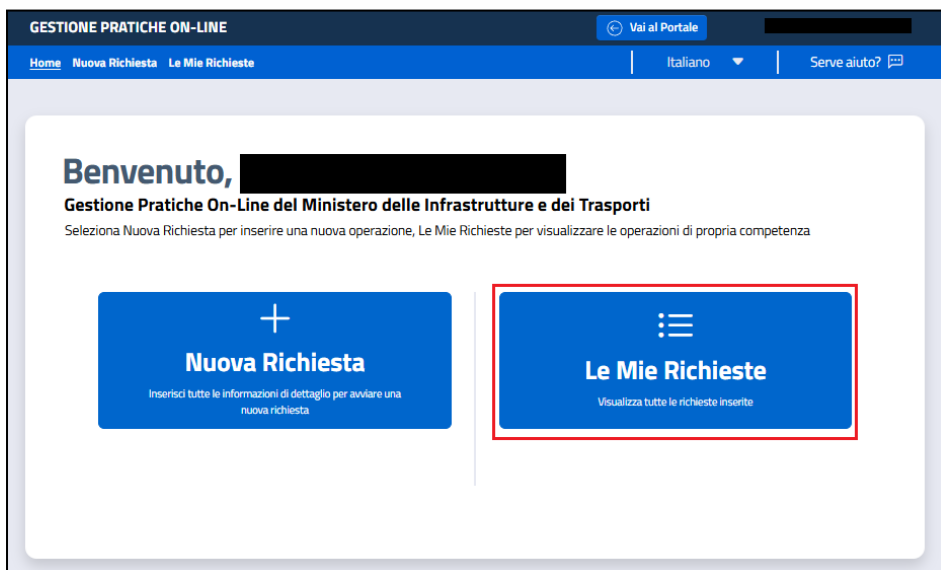 GESTIONE PRATICHE ON-LINE
Vai al Portale
Home Nuova Richiesta Le Mie Richieste
Italiano
Serve aiuto?
Benvenuto,
Gestione Pratiche On-Line del Ministero delle Infrastrutture e dei Trasporti
Seleziona Nuova Richiesta per inserire una nuova operazione, Le Mie Richieste per visualizzare le operazioni di propria competenza
Nuova Richiesta
Inserisci tutte le informazioni di dettaglio per avviare una
nuova richiesta
Le Mie Richieste
Visualizza tutte le richieste inserite